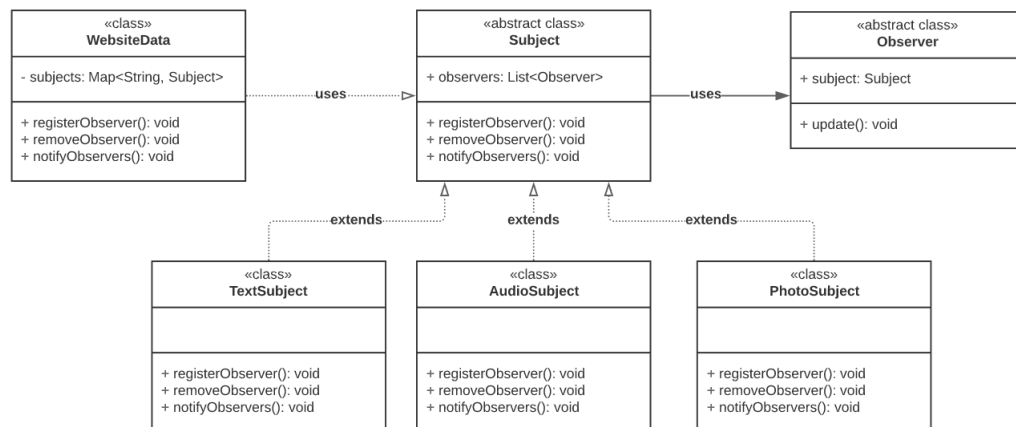 «class»
WebsiteData
- subjects: Map<String, Subject>
+ registerObserver(): void
+ removeObserver(): void
+ notifyObservers(): void
uses
«abstract class»
Subject
+ observers: List<Observer>
+ registerObserver(): void
+ removeObserver(): void
+ notifyObservers(): void
uses
«abstract class»
Observer
+ subject: Subject
+ update(): void
extends
extends
extends
«class»
TextSubject
+ registerObserver(): void
+ removeObserver(): void
+ notifyObservers(): void
«class»
AudioSubject
+ registerObserver(): void
+ removeObserver(): void
+ notifyObservers(): void
«class»
PhotoSubject
+ registerObserver(): void
+ removeObserver(): void
+ notifyObservers(): void